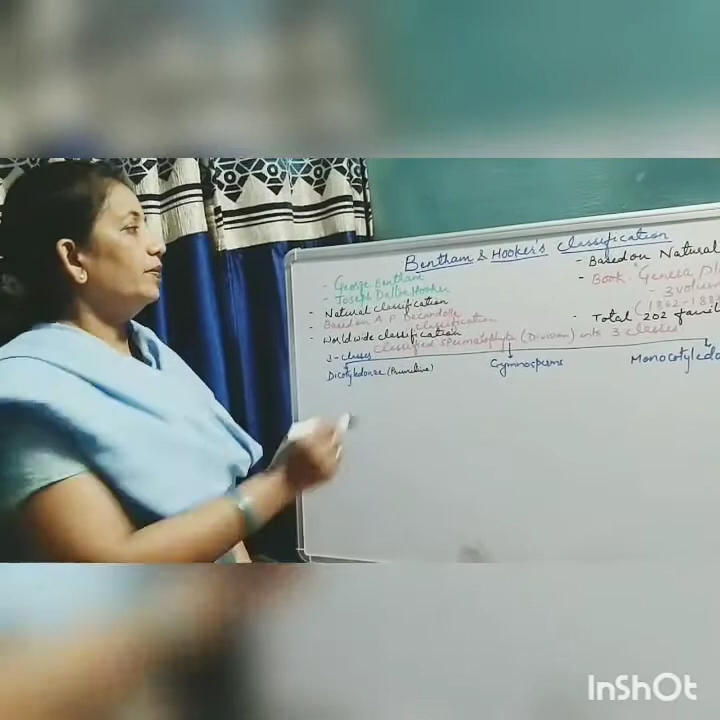 Bentham & Hooker's Classification
- George Bentham
- Joseph Dalton Hooker
- Natural classification
- Based on A P Decandolle classification
- Worldwide classification
- Based on Natural
- Book "Genera Pl
- 3 volum
(1862-188
- Total 202 famil
Classified Spermatophyta (Division) into 3 classes
3-classes
Dicotyledonae (Primitive)
Gymnosperms
Monocotyledo
InShOt